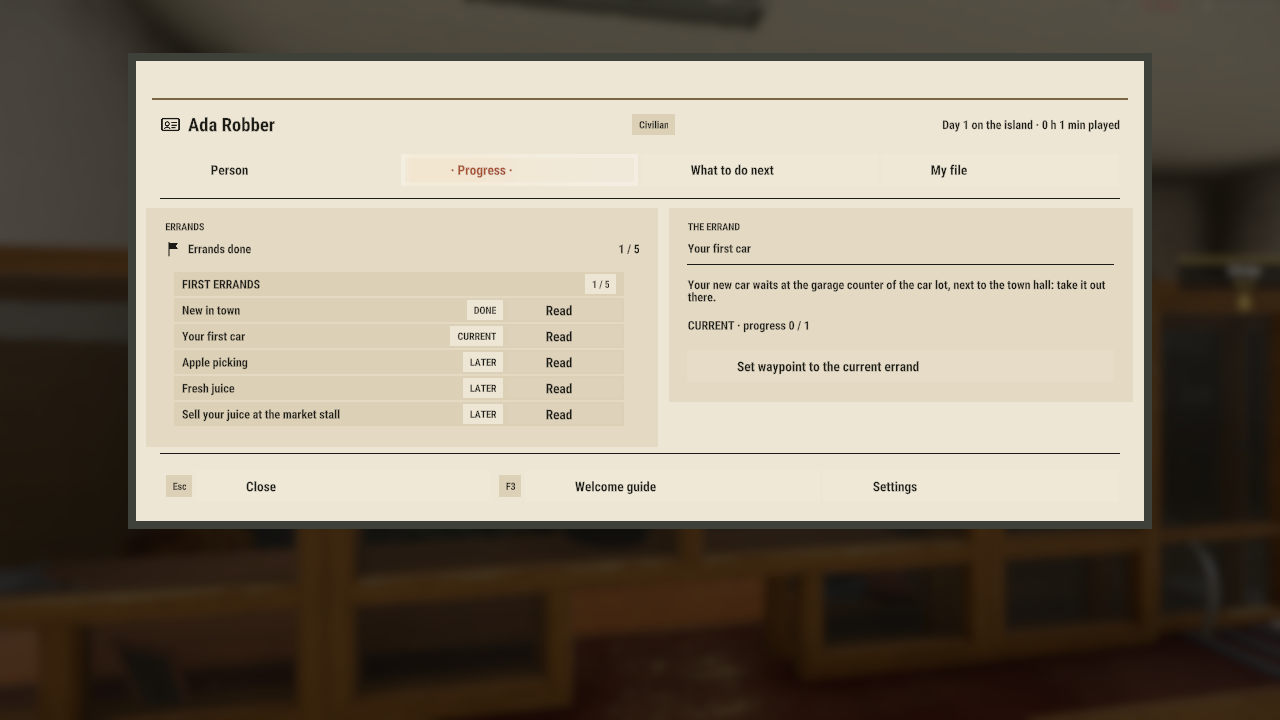 Ada Robber
Civilian
Day 1 on the island · 0 h 1 min played
Person
· Progress ·
What to do next
My file
ERRANDS
Errands done
1 / 5
FIRST ERRANDS
1 / 5
New in town
DONE
Read
Your first car
CURRENT
Read
Apple picking
LATER
Read
Fresh juice
LATER
Read
Sell your juice at the market stall
LATER
Read
THE ERRAND
Your first car
Your new car waits at the garage counter of the car lot, next to the town hall: take it out
there.
CURRENT · progress 0 / 1
Set waypoint to the current errand
Esc
Close
F3
Welcome guide
Settings